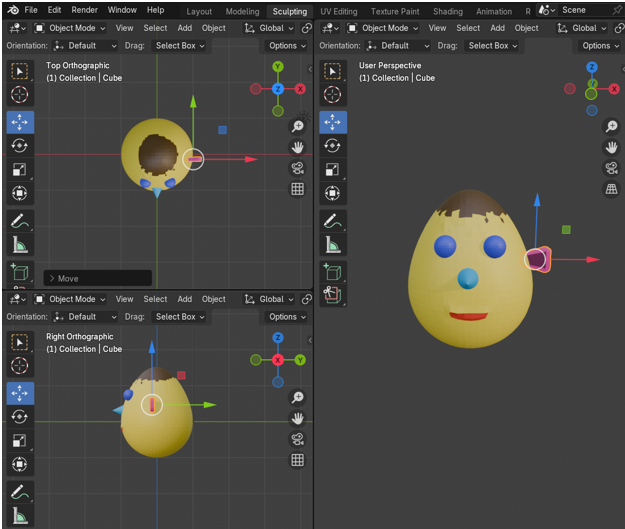 File Edit Render Window Help Layout Modeling Sculpting UV Editing Texture Paint Shading Animation R Scene
Object Mode View Select Add Object Global
Orientation: Default Drag: Select Box Options
Top Orthographic
(1) Collection | Cube
Y
Z X
> Move
Object Mode View Select Add Object Global
Orientation: Default Drag: Select Box Options
Right Orthographic
(1) Collection | Cube
Z
X Y
Object Mode View Select Add Object Global
Orientation: Default Drag: Select Box Options
User Perspective
(1) Collection | Cube
Z
Y X